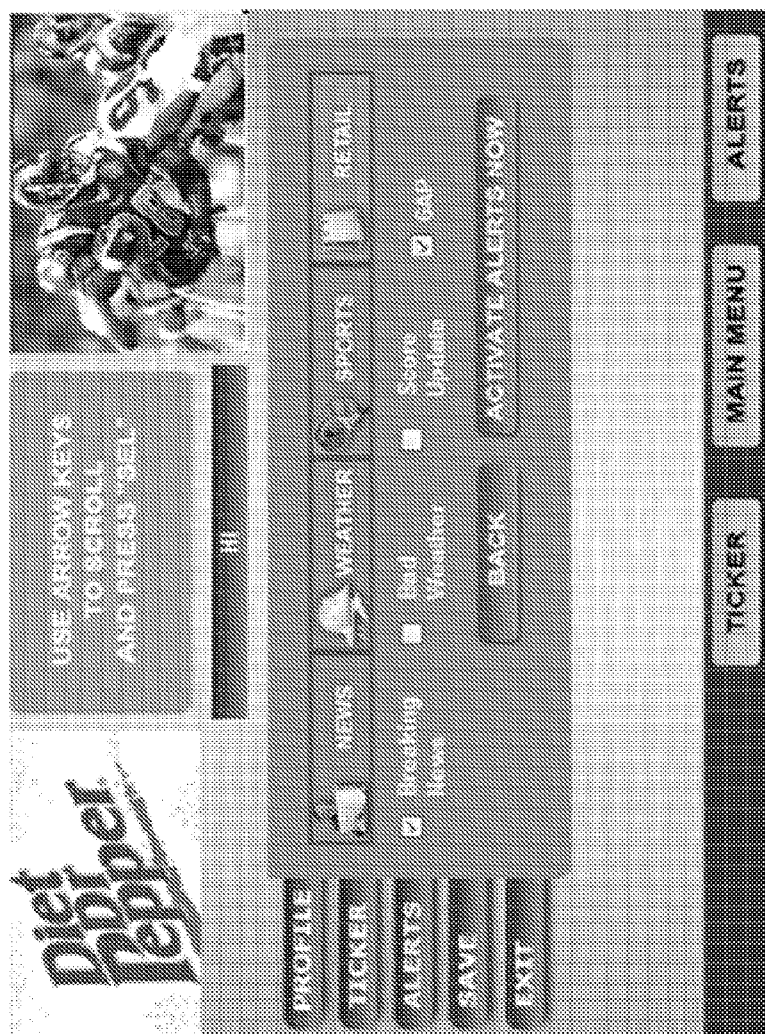 Diet
Dr
Pepper
USE ARROW KEYS
TO SCROLL
AND PRESS "SEL"
PROFILE
TICKER
ALERTS
SAVE
EXIT
NEWS
WEATHER
SPORTS
RETAIL
Breaking
News
Bad
Weather
Score
Update
GAP
BACK
ACTIVATE ALERTS NOW
TICKER
MAIN MENU
ALERTS